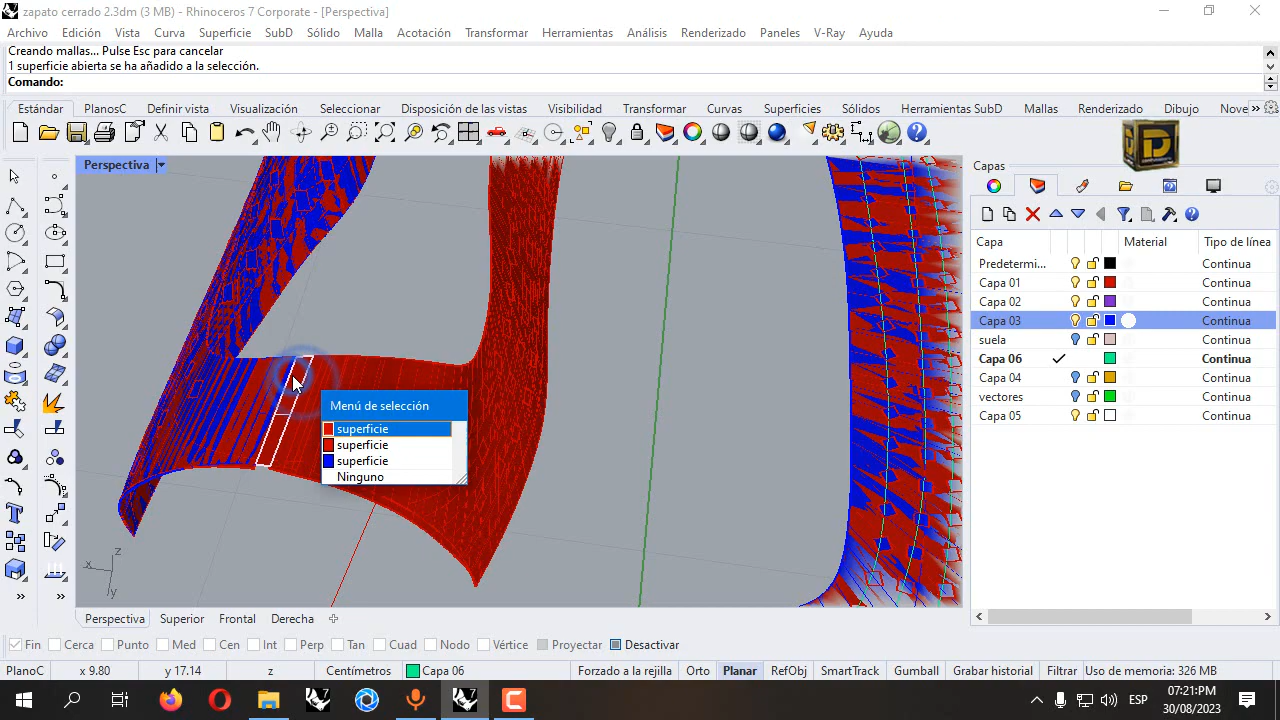 zapato cerrado 2.3dm (3 MB) - Rhinoceros 7 Corporate - [Perspectiva]
Archivo Edición Vista Curva Superficie SubD Sólido Malla Acotación Transformar Herramientas Análisis Renderizado Paneles V-Ray Ayuda
Creando mallas... Pulse Esc para cancelar
1 superficie abierta se ha añadido a la selección.
Comando:
Estándar PlanosC Definir vista Visualización Seleccionar Disposición de las vistas Visibilidad Transformar Curvas Superficies Sólidos Herramientas SubD Mallas Renderizado Dibujo Nove »
Perspectiva
Capas
Capa Material Tipo de línea
Predetermi... Continua
Capa 01 Continua
Capa 02 Continua
Capa 03 Continua
suela Continua
Capa 06 Continua
Capa 04 Continua
vectores Continua
Capa 05 Continua
Menú de selección
superficie
superficie
superficie
Ninguno
z
x
y
Perspectiva Superior Frontal Derecha
Fin Cerca Punto Med Cen Int Perp Tan Cuad Nodo Vértice Proyectar Desactivar
PlanoC x 9.80 y 17.14 z Centímetros Capa 06 Forzado a la rejilla Orto Planar RefObj SmartTrack Gumball Grabar historial Filtrar Uso de memoria: 326 MB
ESP
07:21:PM
30/08/2023